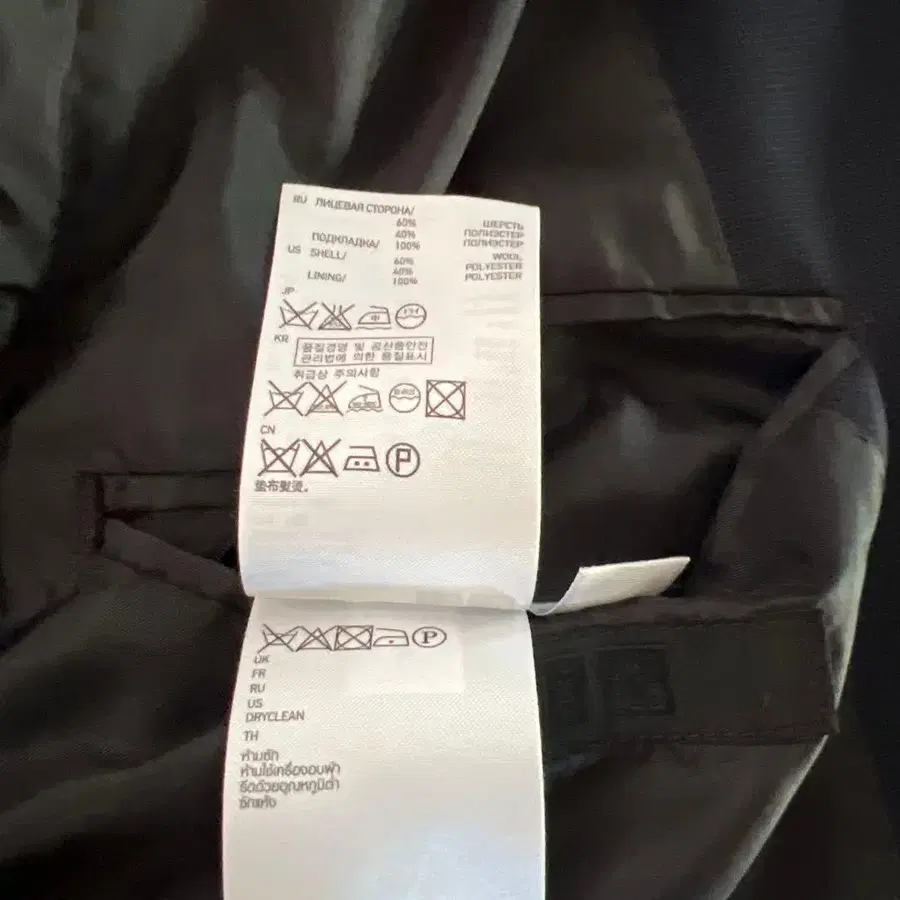 RU ЛИЦЕВАЯ СТОРОНА/
60% ШЕРСТЬ
40% ПОЛИЭСТЕР
ПОДКЛАДКА/ 100% ПОЛИЭСТЕР
US SHELL/ 60% WOOL
40% POLYESTER
LINING/ 100% POLYESTER
JP
KR
품질경영 및 공산품안전
관리법에 의한 품질표시
취급상 주의사항
CN
P
垫布熨烫。
P
UK
FR
RU
US
DRYCLEAN
TH
ห้ามซัก
ห้ามใช้เครื่องอบผ้า
รีดด้วยอุณหภูมิต่ำ
ซักแห้ง